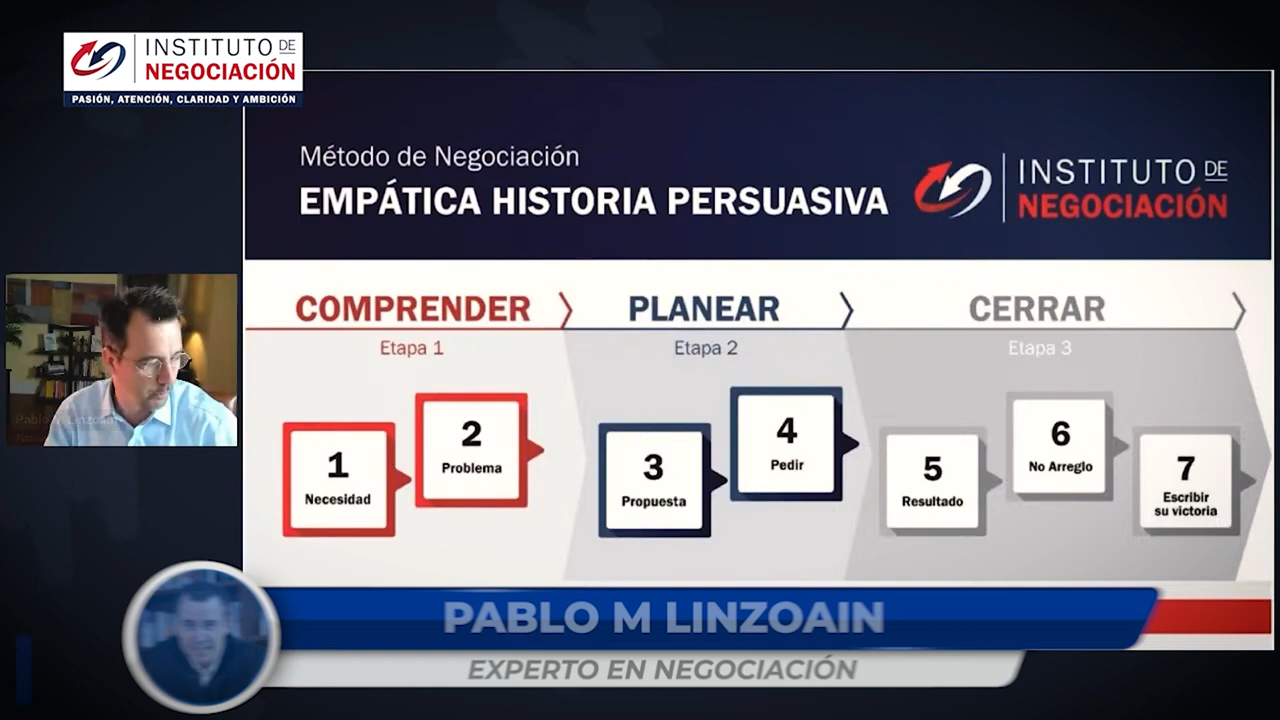 INSTITUTO DE
NEGOCIACIÓN
PASIÓN, ATENCIÓN, CLARIDAD Y AMBICIÓN
Método de Negociación
EMPÁTICA HISTORIA PERSUASIVA
INSTITUTO DE
NEGOCIACIÓN
COMPRENDER
PLANEAR
CERRAR
Etapa 1
Etapa 2
Etapa 3
1
Necesidad
2
Problema
3
Propuesta
4
Pedir
5
Resultado
6
No Arreglo
7
Escribir
su victoria
Pablo M Linzoain
PABLO M LINZOAIN
EXPERTO EN NEGOCIACIÓN